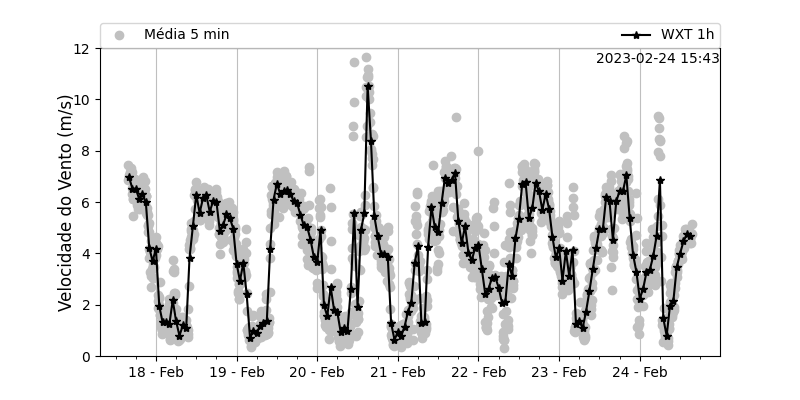 Média 5 min
WXT 1h
2023-02-24 15:43
Velocidade do Vento (m/s)
12
10
8
6
4
2
0
18 - Feb
19 - Feb
20 - Feb
21 - Feb
22 - Feb
23 - Feb
24 - Feb